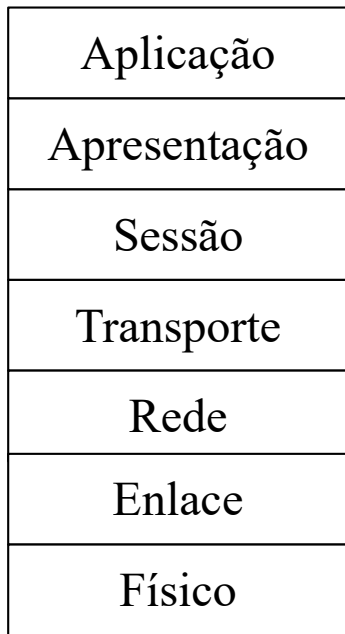 Aplicação
Apresentação
Sessão
Transporte
Rede
Enlace
Físico